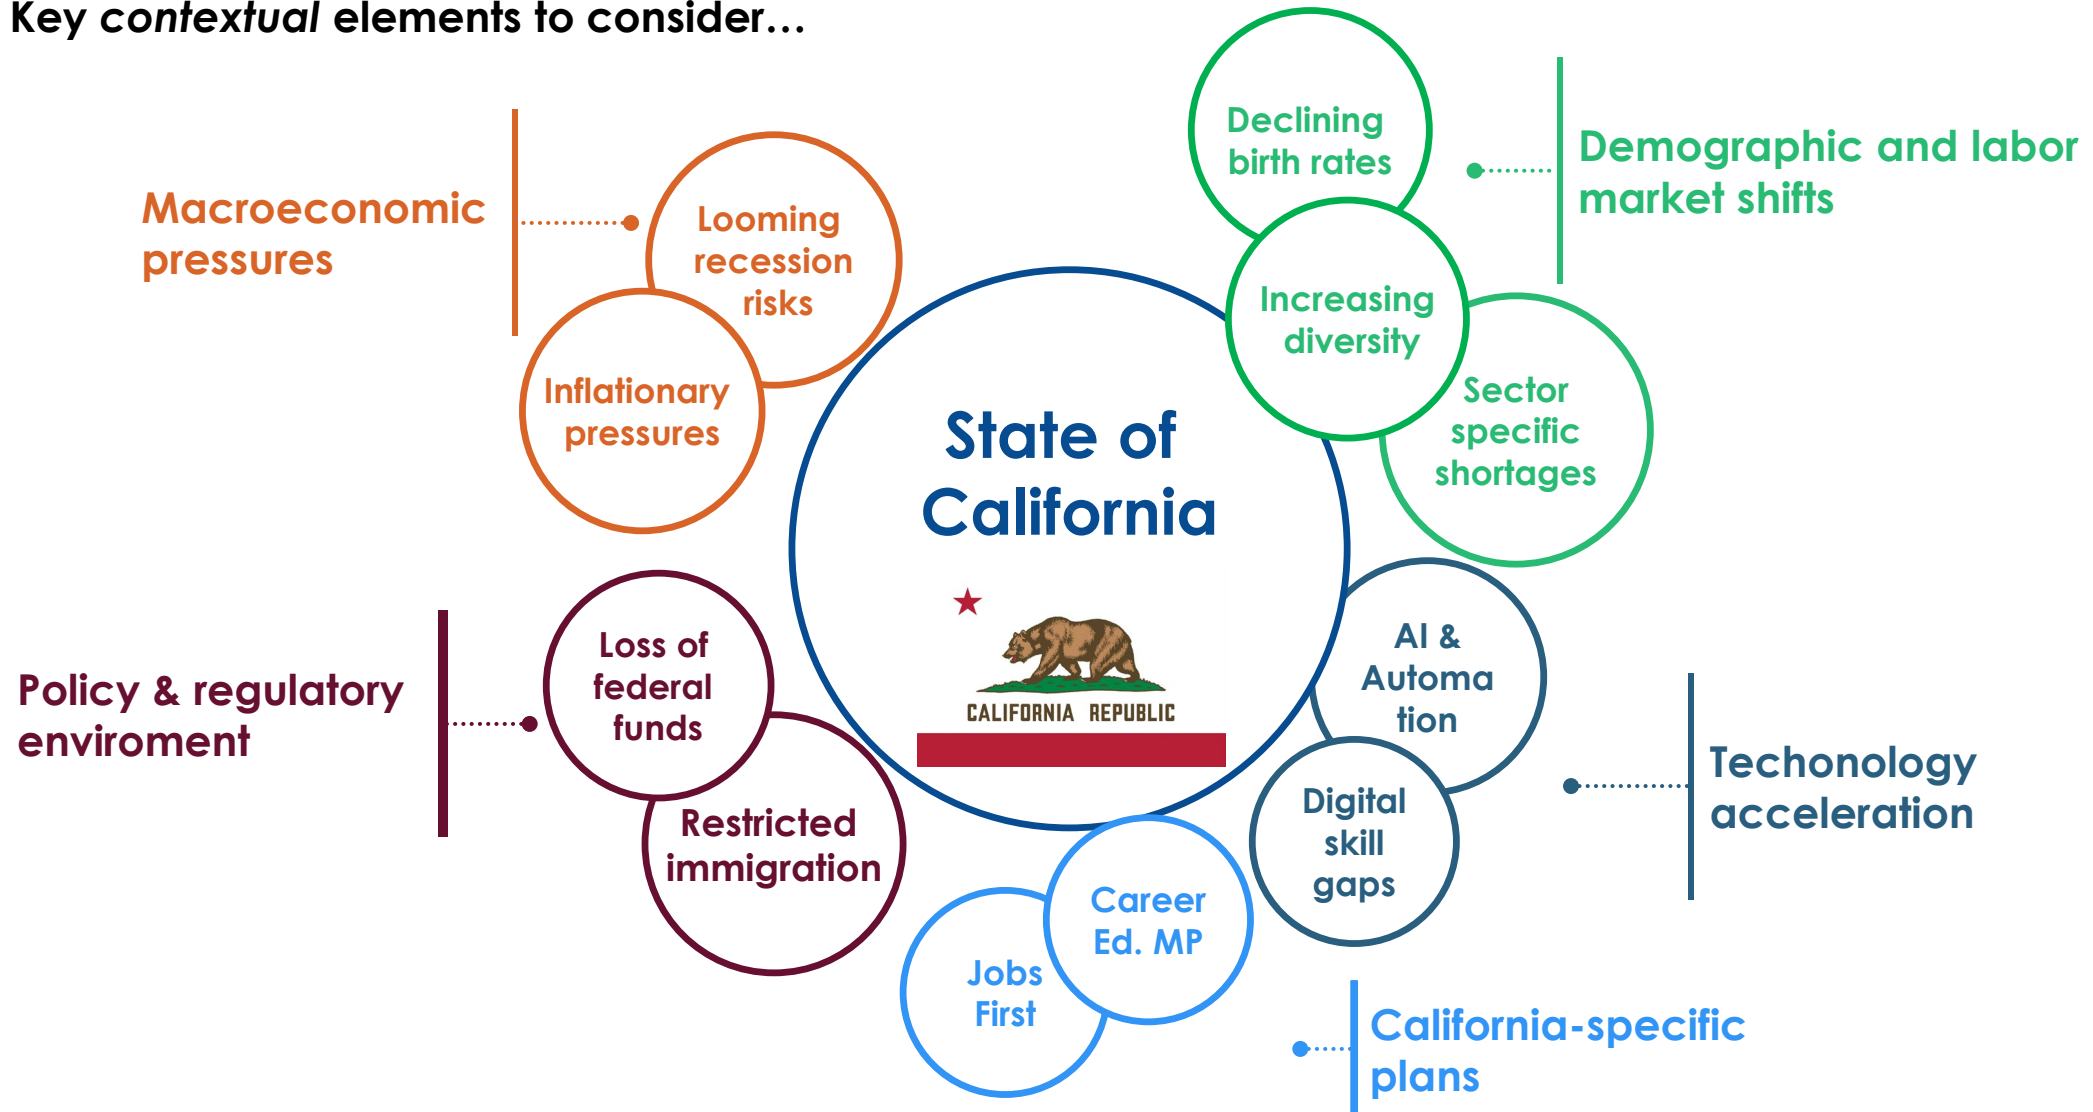 Key contextual elements to consider...
Macroeconomic
pressures
Looming
recession
risks
Inflationary
pressures
Declining
birth rates
Increasing
diversity
Sector
specific
shortages
Demographic and labor
market shifts
State of
California
CALIFORNIA REPUBLIC
Policy & regulatory
enviroment
Loss of
federal
funds
Restricted
immigration
AI &
Automa
tion
Digital
skill
gaps
Techonology
acceleration
Career
Ed. MP
Jobs
First
California-specific
plans